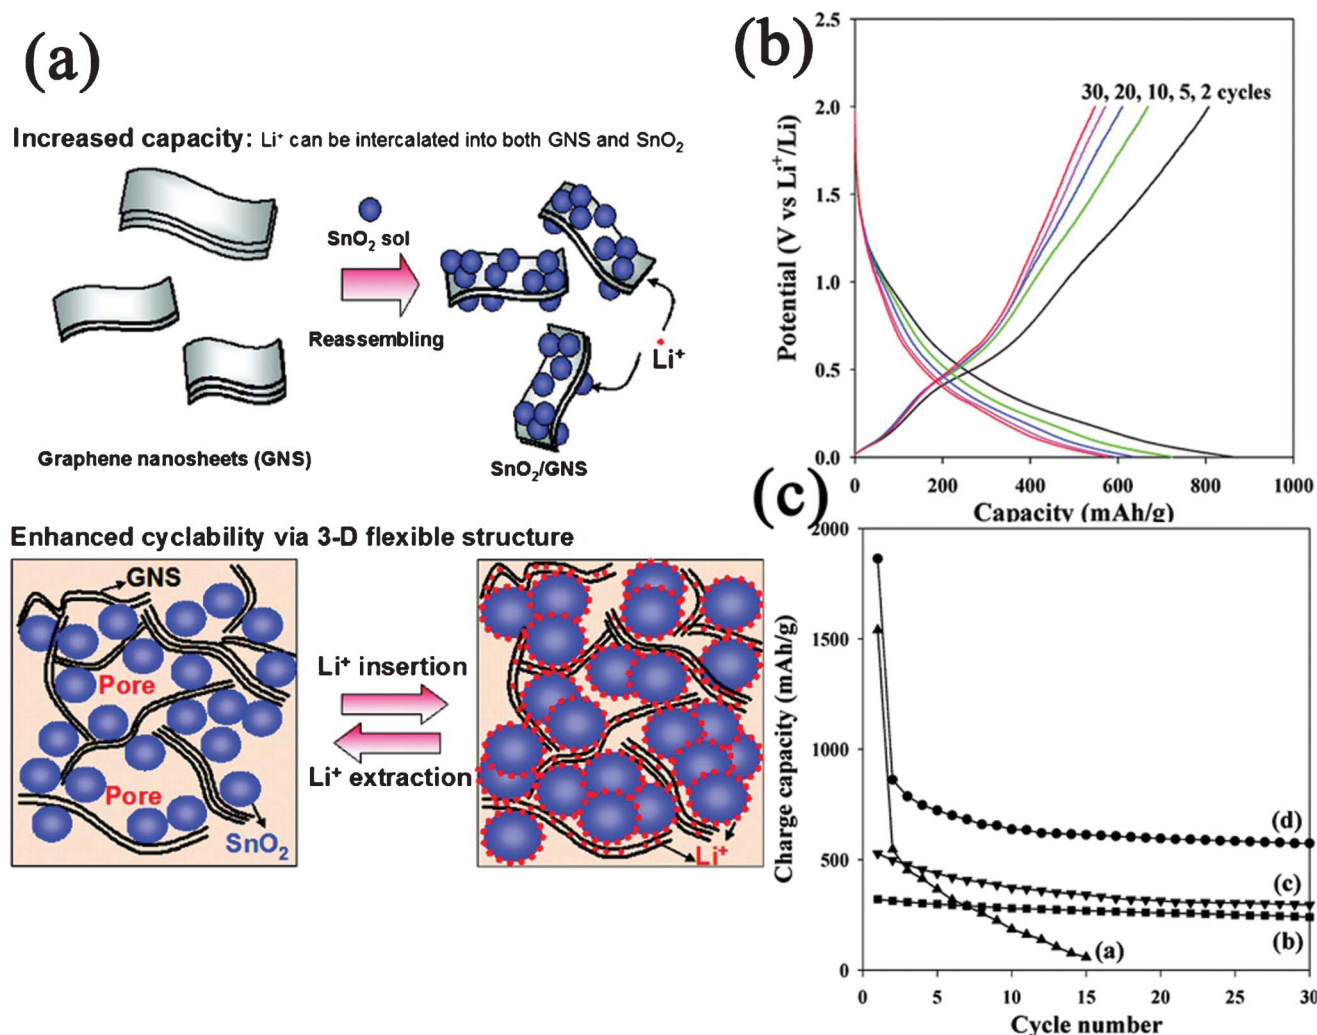 (a)
Increased capacity: Li⁺ can be intercalated into both GNS and SnO₂
SnO₂ sol
Reassembling
Li⁺
Graphene nanosheets (GNS)
SnO₂/GNS
Enhanced cyclability via 3-D flexible structure
GNS
Pore
Pore
SnO₂
Li⁺ insertion
Li⁺ extraction
Li⁺
(b)
2.5
2.0
1.5
1.0
0.5
0.0
Potential (V vs Li⁺/Li)
30, 20, 10, 5, 2 cycles
0
200
400
600
800
1000
Capacity (mAh/g)
(c)
2000
1500
1000
500
0
Charge capacity (mAh/g)
(d)
(c)
(b)
(a)
0
5
10
15
20
25
30
Cycle number